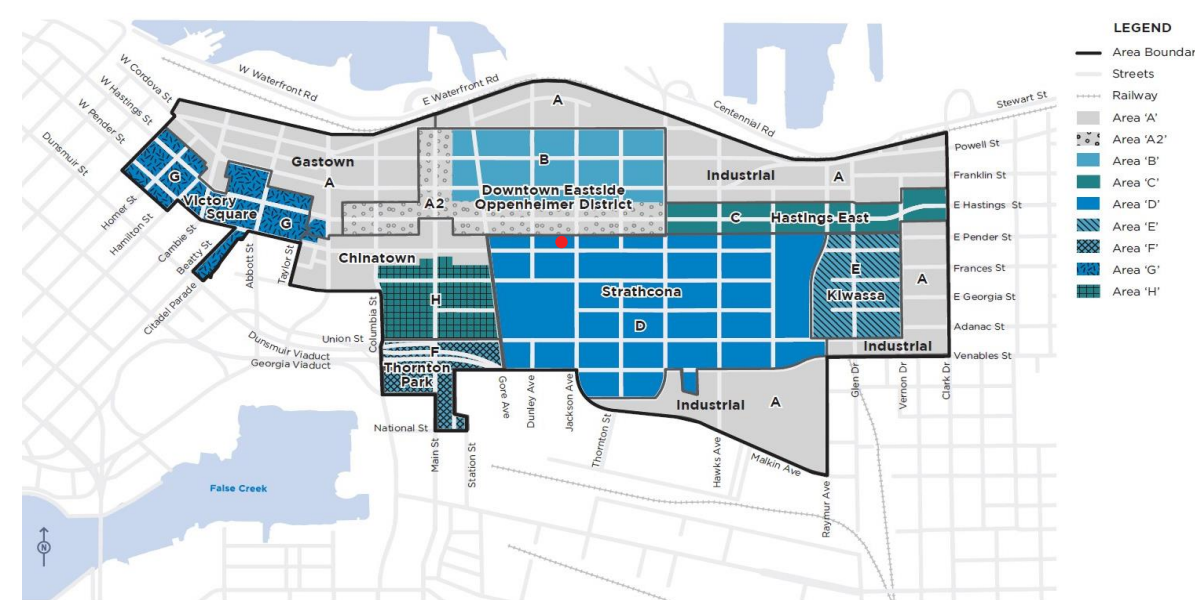 LEGEND
Area Boundar
Streets
Railway
Area ‘A’
Area ‘A2’
Area ‘B’
Area ‘C’
Area ‘D’
Area ‘E’
Area ‘F’
Area ‘G’
Area ‘H’
W Cordova St
W Hastings St
W Pender St
Dunsmuir St
W Waterfront Rd
E Waterfront Rd
Centennial Rd
Stewart St
Powell St
Franklin St
E Hastings St
E Pender St
Frances St
E Georgia St
Adanac St
Venables St
A
Gastown
A
B
Downtown Eastside
Oppenheimer District
A2
Industrial
A
C
Hastings East
G
Victory
Square
G
Chinatown
H
Strathcona
D
E
Kiwassa
A
Industrial
F
Thornton
Park
Industrial
A
Homer St
Hamilton St
Cambie St
Beatty St
Citadel Parade
Abbott St
Taylor St
Columbia St
Union St
Dunsmuir Viaduct
Georgia Viaduct
National St
Main St
Station St
Gore Ave
Dunley Ave
Jackson Ave
Thornton St
Hawks Ave
Malkin Ave
Raymur Ave
Glen Dr
Vernon Dr
Clark Dr
False Creek
N